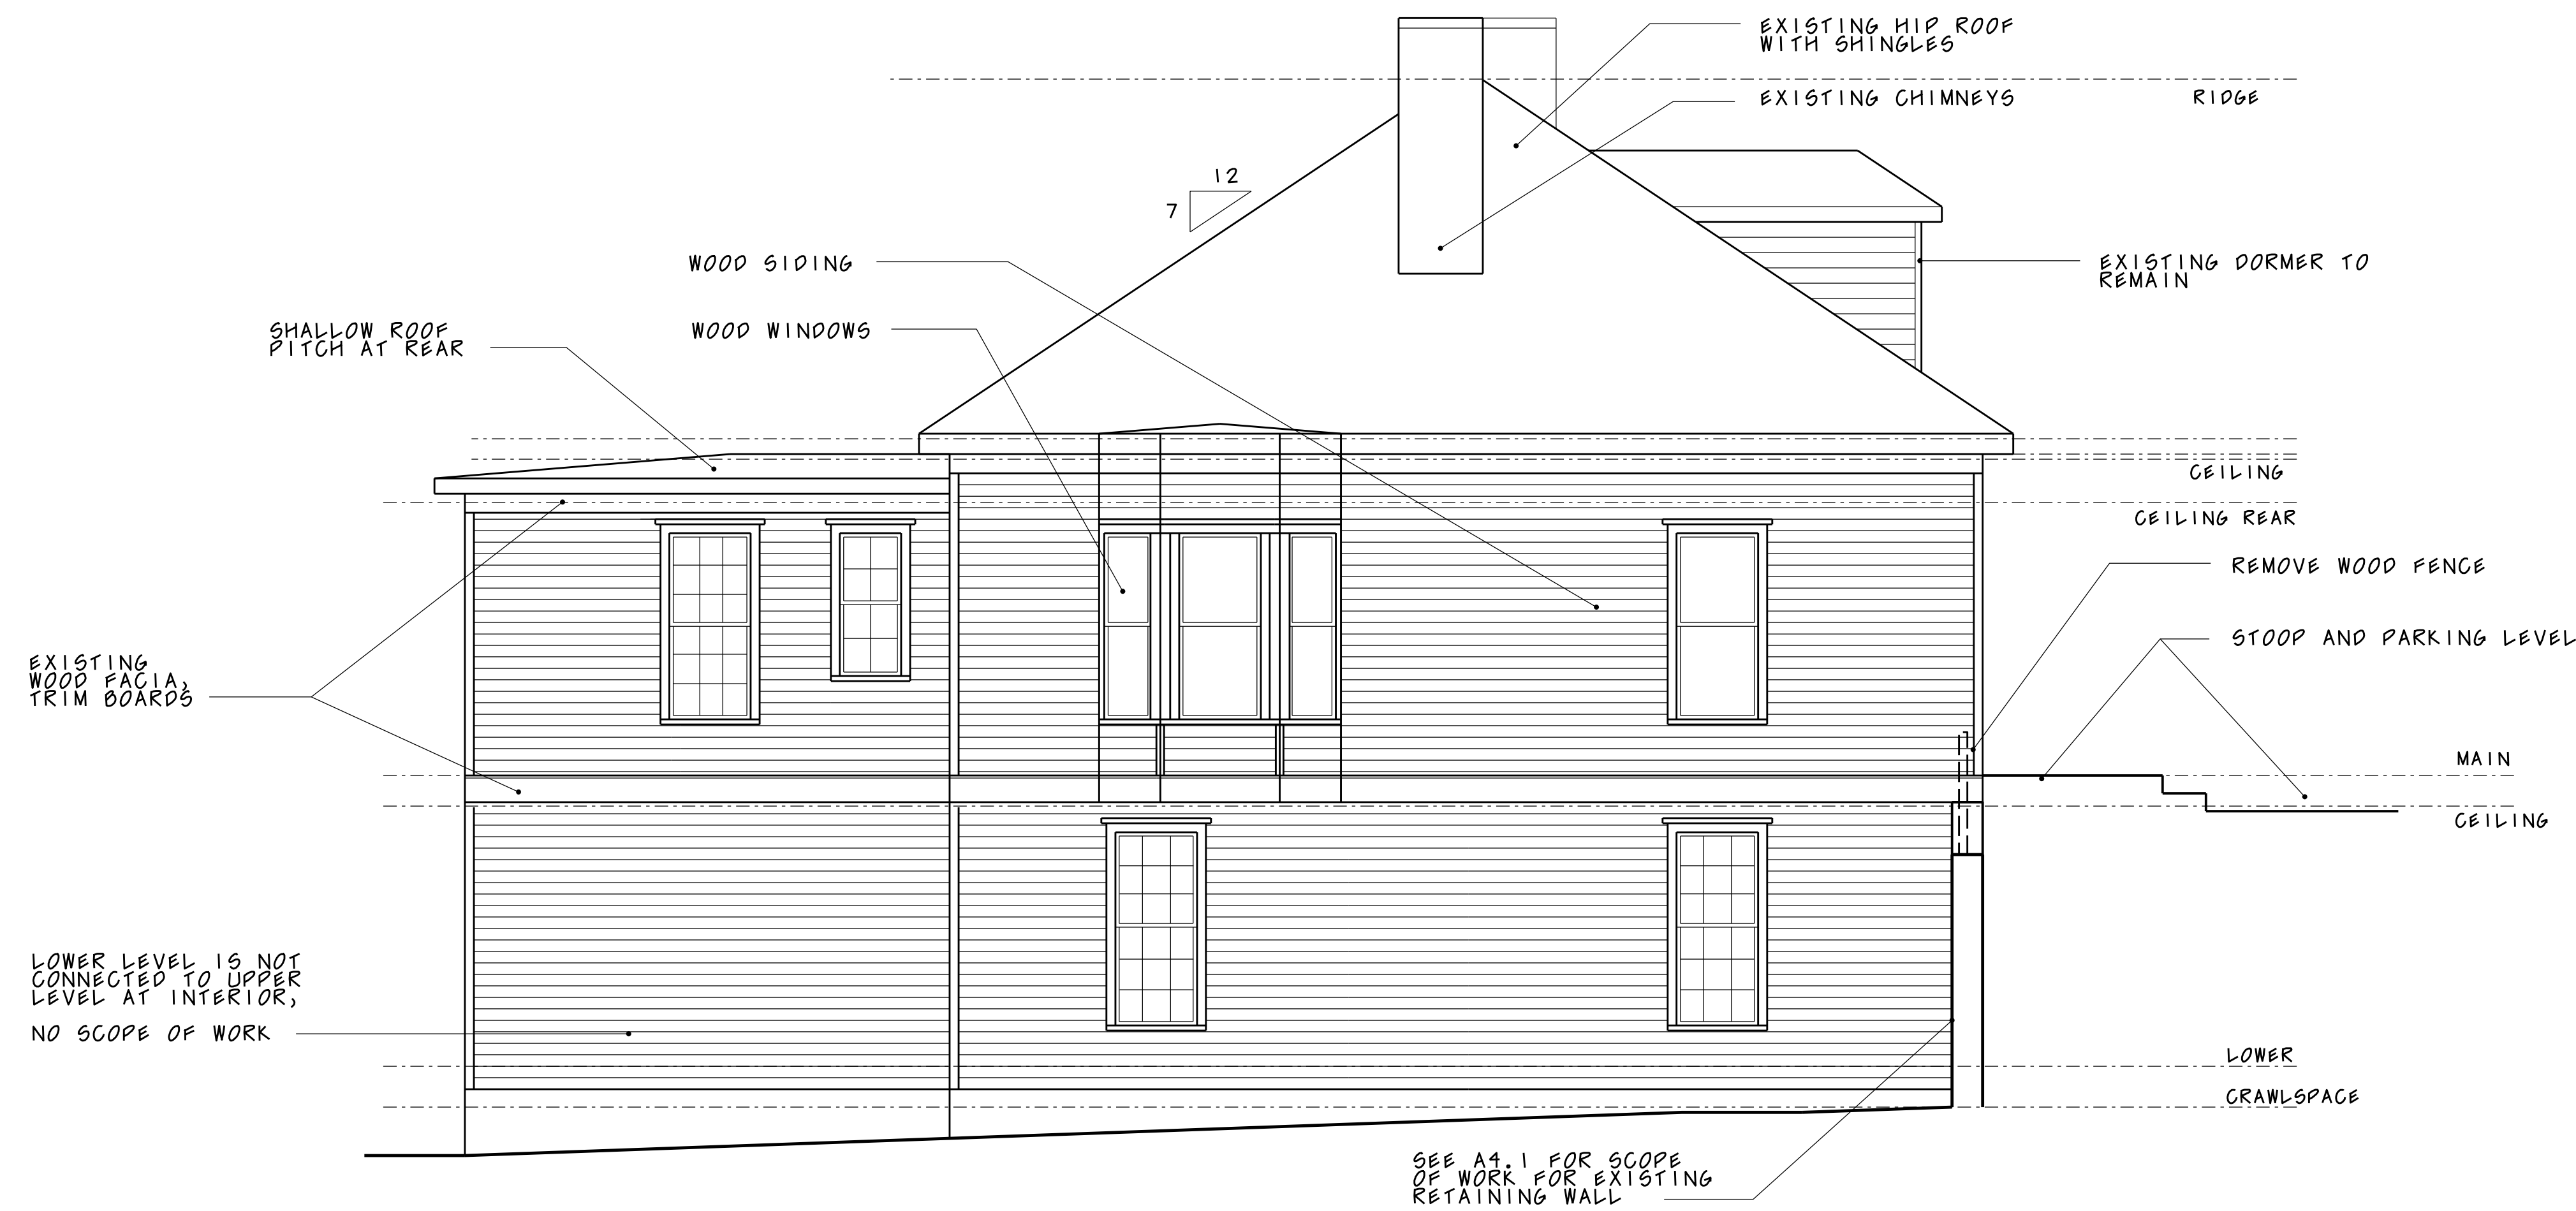 EXISTING HIP ROOF
WITH SHINGLES
EXISTING CHIMNEYS
RIDGE
12
7
WOOD SIDING
EXISTING DORMER TO
REMAIN
SHALLOW ROOF
PITCH AT REAR
WOOD WINDOWS
CEILING
CEILING REAR
REMOVE WOOD FENCE
STOOP AND PARKING LEVEL
EXISTING
WOOD FACIA,
TRIM BOARDS
MAIN
CEILING
LOWER LEVEL IS NOT
CONNECTED TO UPPER
LEVEL AT INTERIOR,
NO SCOPE OF WORK
LOWER
CRAWLSPACE
SEE A4.1 FOR SCOPE
OF WORK FOR EXISTING
RETAINING WALL